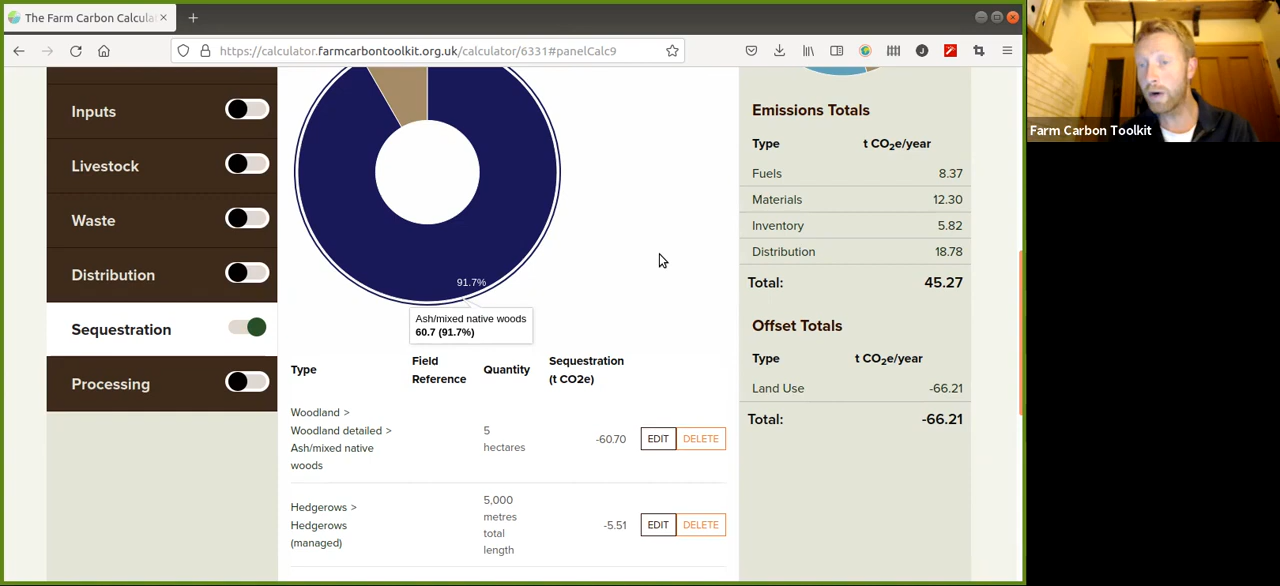 The Farm Carbon Calcula
https://calculator.farmcarbontoolkit.org.uk/calculator/6331#panelCalc9
J
Farm Carbon Toolkit
Inputs
Livestock
Waste
Distribution
Sequestration
Processing
91.7%
Ash/mixed native woods
60.7 (91.7%)
Type
Field Reference
Quantity
Sequestration (t CO2e)
Woodland >
Woodland detailed >
Ash/mixed native
woods
5
hectares
-60.70
EDIT
DELETE
Hedgerows >
Hedgerows
(managed)
5,000
metres
total
length
-5.51
EDIT
DELETE
Emissions Totals
Type t CO2e/year
Fuels 8.37
Materials 12.30
Inventory 5.82
Distribution 18.78
Total: 45.27
Offset Totals
Type t CO2e/year
Land Use -66.21
Total: -66.21